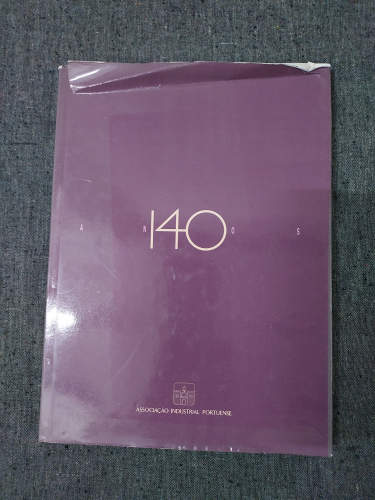 A N 140 O S
ASSOCIAÇÃO INDUSTRIAL PORTUENSE